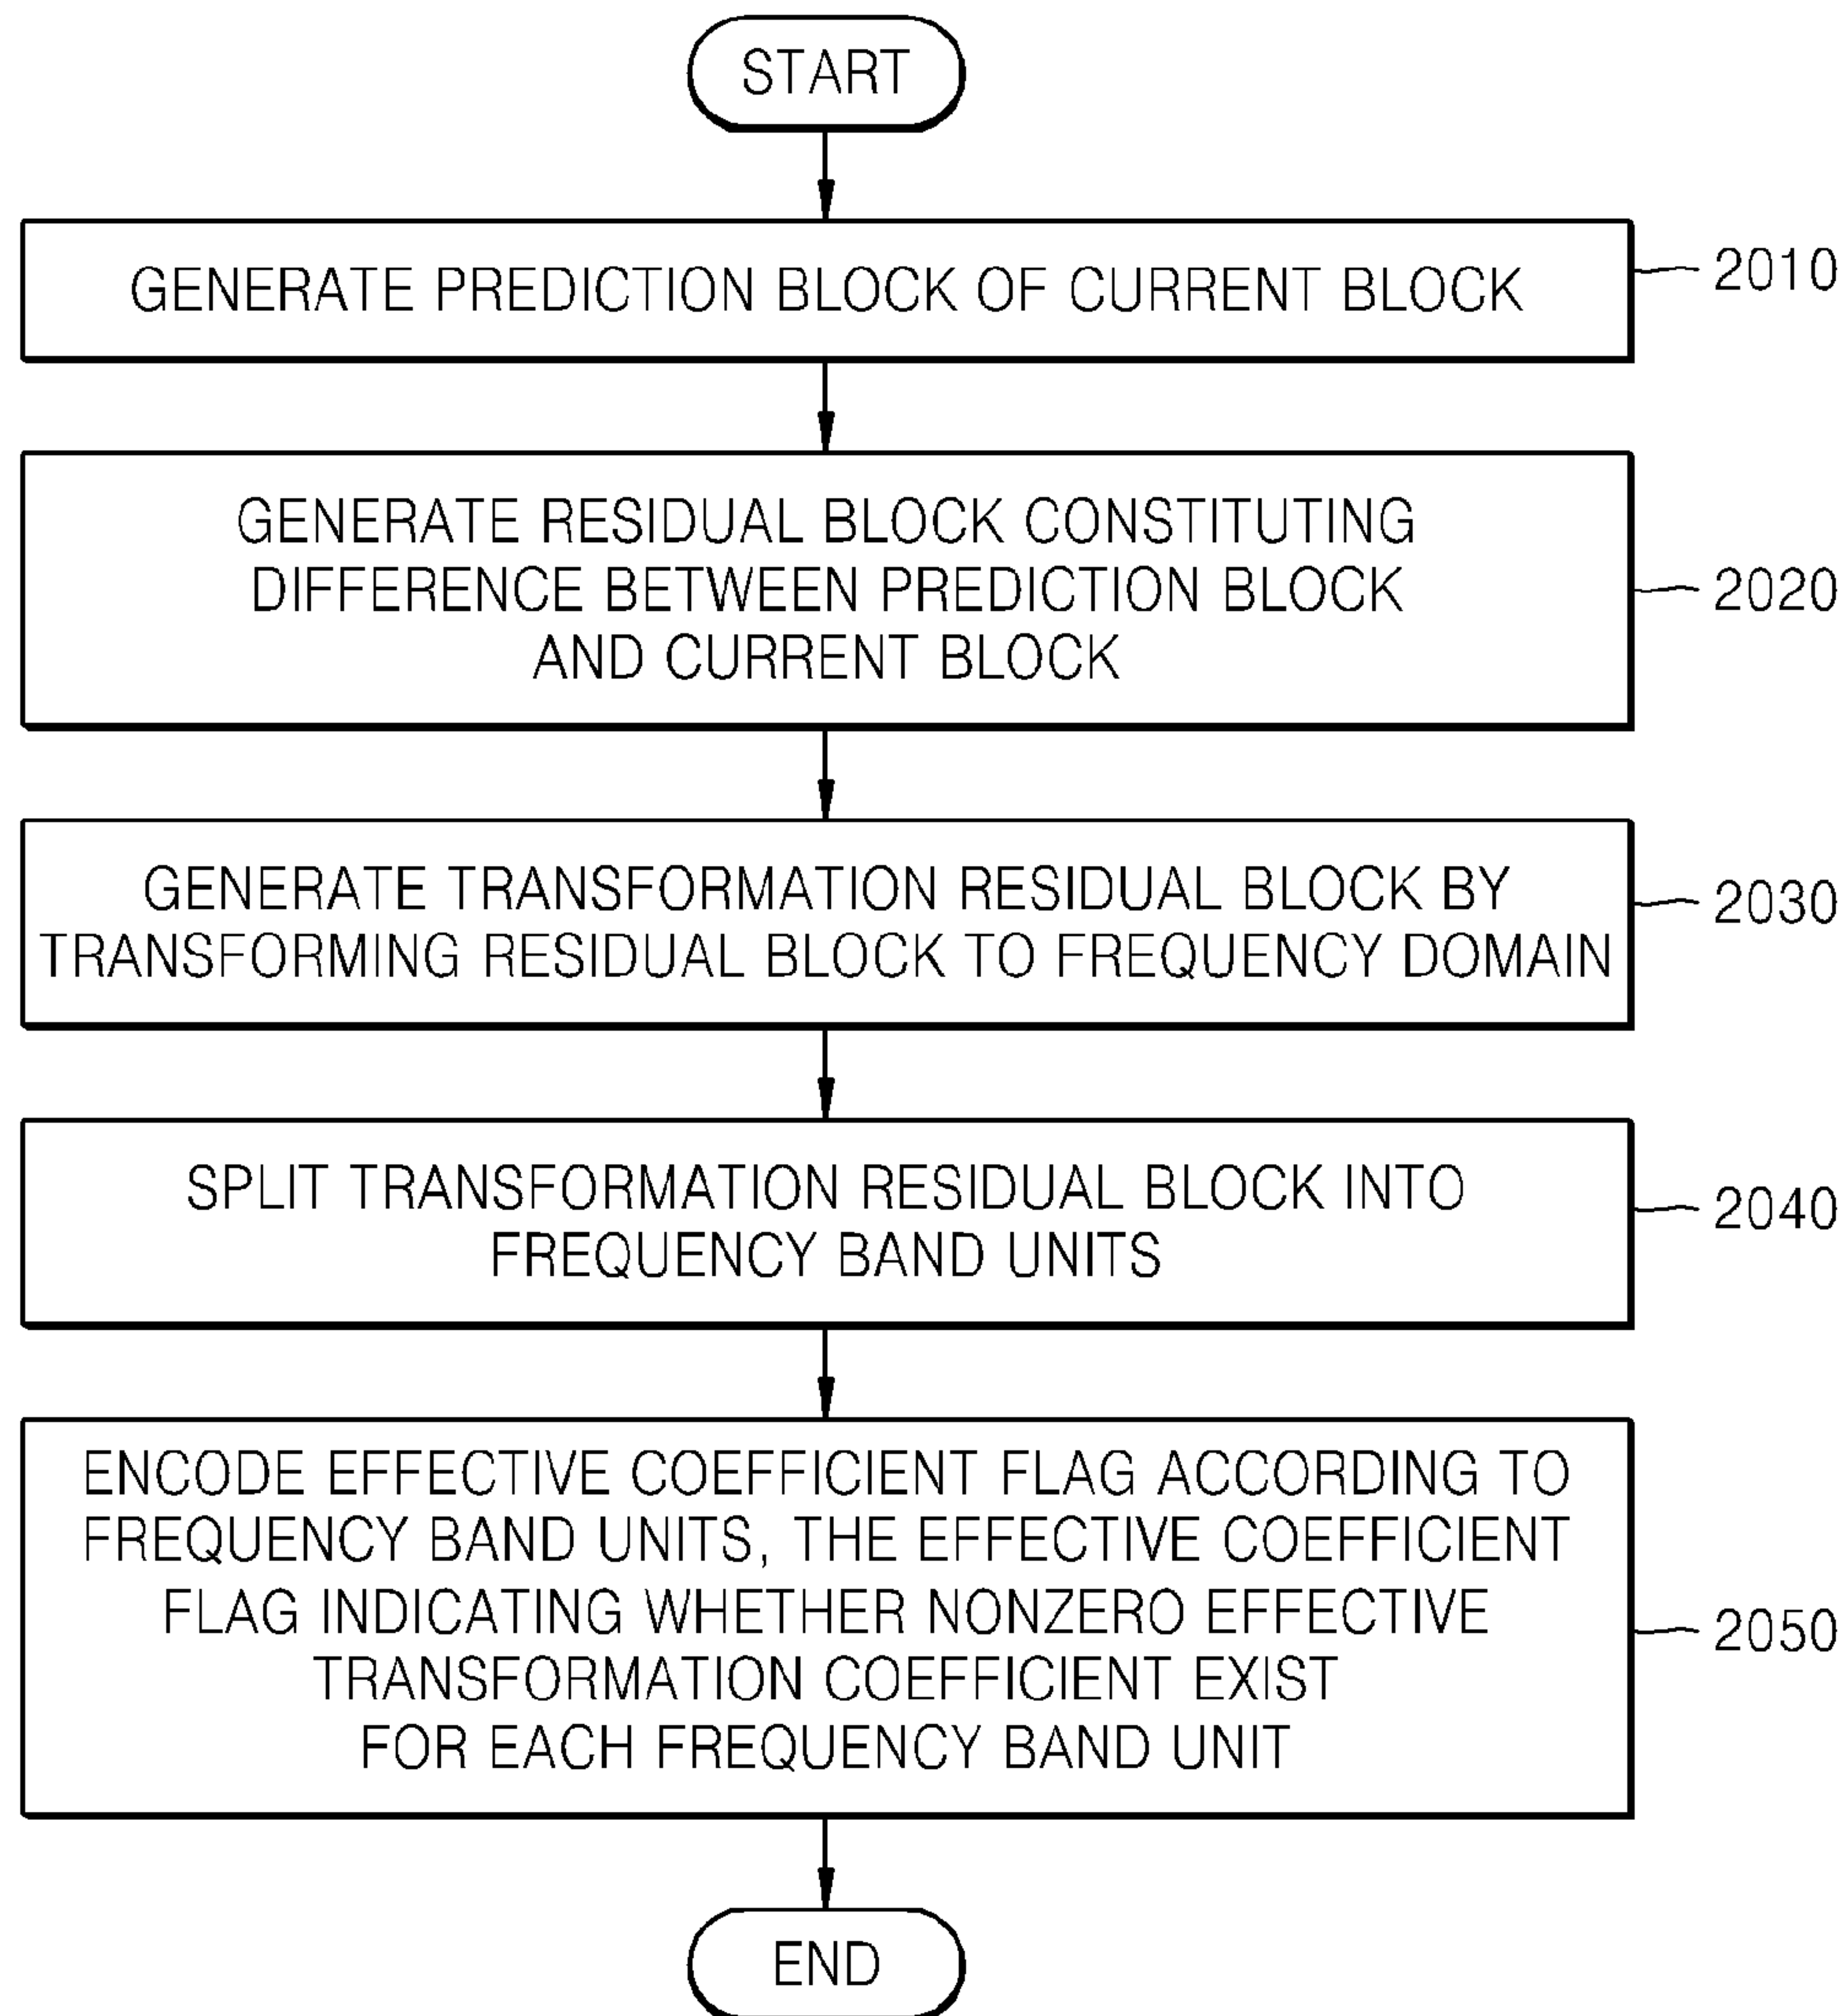 START
GENERATE PREDICTION BLOCK OF CURRENT BLOCK
2010
GENERATE RESIDUAL BLOCK CONSTITUTING
DIFFERENCE BETWEEN PREDICTION BLOCK
AND CURRENT BLOCK
2020
GENERATE TRANSFORMATION RESIDUAL BLOCK BY
TRANSFORMING RESIDUAL BLOCK TO FREQUENCY DOMAIN
2030
SPLIT TRANSFORMATION RESIDUAL BLOCK INTO
FREQUENCY BAND UNITS
2040
ENCODE EFFECTIVE COEFFICIENT FLAG ACCORDING TO
FREQUENCY BAND UNITS, THE EFFECTIVE COEFFICIENT
FLAG INDICATING WHETHER NONZERO EFFECTIVE
TRANSFORMATION COEFFICIENT EXIST
FOR EACH FREQUENCY BAND UNIT
2050
END